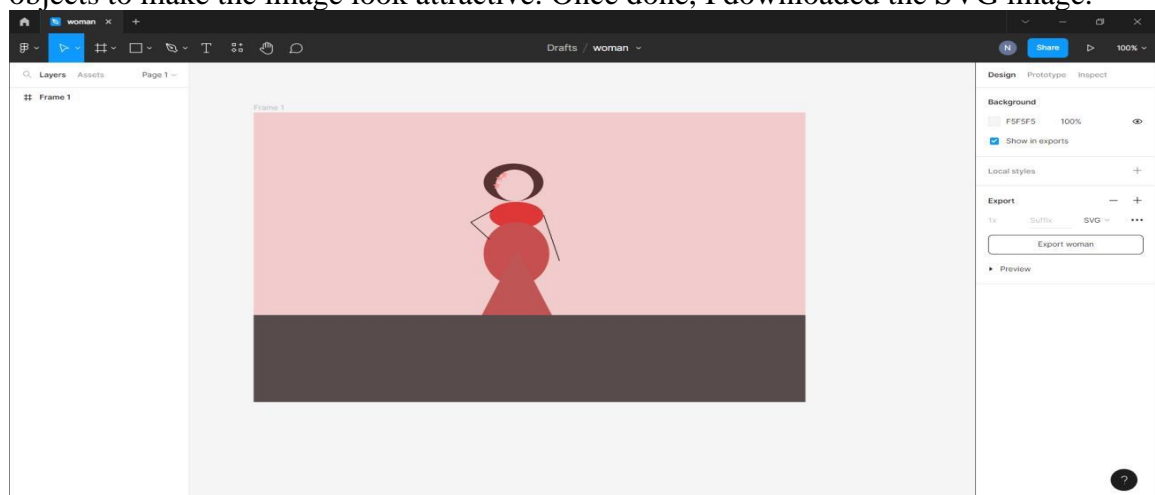 objects to make the image look attractive. Once done, I downloaded the SVG image.
woman × +
T Drafts / woman N Share 100%
Layers Assets Page 1 Design Prototype Inspect
Frame 1
Frame 1
Background
F5F5F5 100%
Show in exports
Local styles +
Export − +
1x Suffix SVG ...
Export woman
Preview
?